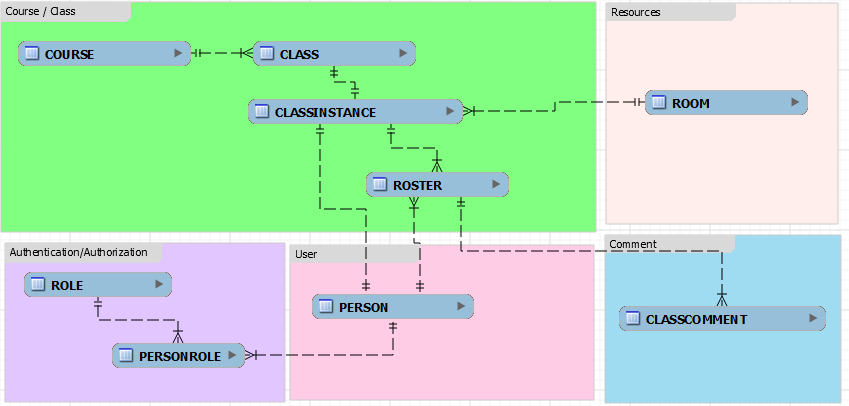 Course / Class
Resources
COURSE
CLASS
ROOM
CLASSINSTANCE
ROSTER
Authentication/Authorization
User
Comment
ROLE
PERSON
CLASSCOMMENT
PERSONROLE